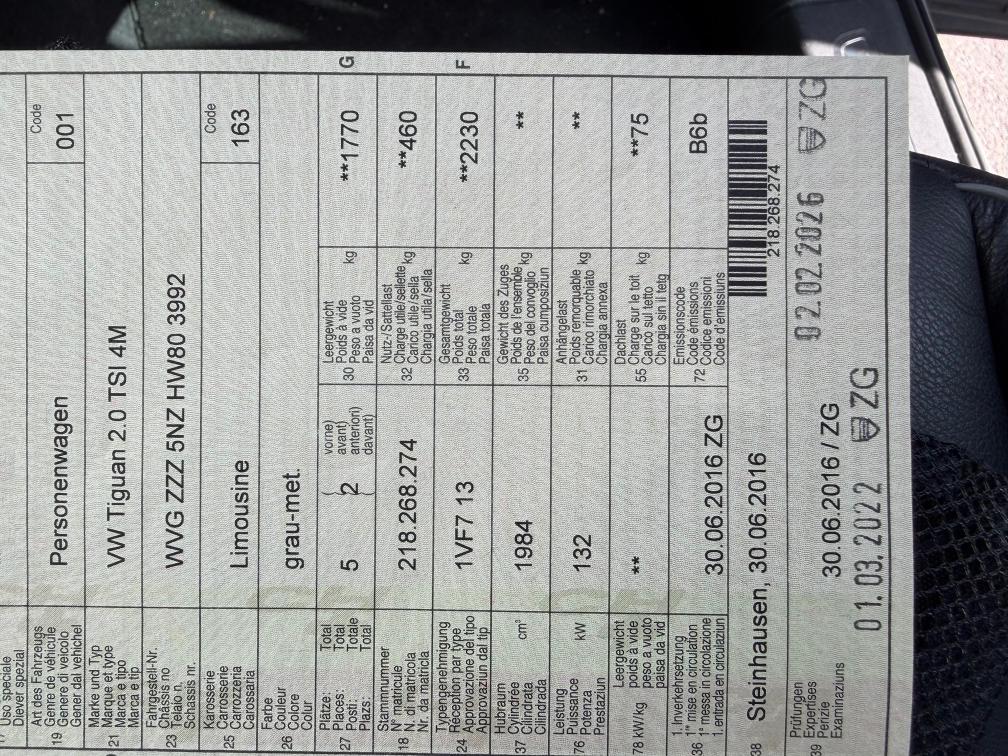 Uso speciale
17 Diever spezial
Art des Fahrzeugs
Genre de véhicule
Genere di veicolo
19 Gener dal vehichel
Personenwagen
Code
001
Marke und Typ
Marque et type
Marca e tipo
21 Marca e tip
VW Tiguan 2.0 TSI 4M
Fahrgestell-Nr.
Châssis no
Telaio n.
23 Schassis nr.
WVG ZZZ 5NZ HW80 3992
Karosserie
Carrosserie
Carrozzeria
25 Carossaria
Limousine
Code
163
Farbe
Couleur
Colore
26 Colur
grau-met.
Plätze: Total
Places: Total
Posti: Totale
27 Plazs: Total
5
2
vorne)
avant)
anteriori)
davant)
Leergewicht
Poids à vide
Peso a vuoto
30 Paisa da vid
kg
**1770
G
Stammnummer
N° matricule
N. di matricola
18 Nr. da matricla
218.268.274
Nutz-/Sattellast
Charge utile/sellette
Carico utile/sella
32 Chargia utila/sella
kg
**460
Typengenehmigung
Réception par type
Approvazione del tipo
24 Approvaziun dal tip
1VF7 13
Gesamtgewicht
Poids total
Peso totale
33 Paisa totala
kg
**2230
F
Hubraum
Cylindrée
Cilindrata
37 Cilindrada
cm³
1984
Gewicht des Zuges
Poids de l'ensemble
Peso del convoglio
35 Paisa cumposiziun
kg
**
Leistung
Puissance
Potenza
76 Prestaziun
kW
132
Anhängelast
Poids remorquable
Carico rimorchiato
31 Chargia annexa
kg
**
Leergewicht
poids à vide
peso a vuoto
78 kW/kg paisa da vid
**
Dachlast
Charge sur le toit
Carico sul tetto
55 Chargia sin il tetg
kg
**75
1. Inverkehrsetzung
1re mise en circulation
1a messa in circolazione
36 1. entrada en circulaziun
30.06.2016 ZG
Emissionscode
Code émissions
Codice emissioni
72 Code d'emissiuns
B6b
38 Steinhausen, 30.06.2016
218.268.274
Prüfungen
Expertises
Perizie
39 Examinaziuns
30.06.2016 / ZG
02.02.2026 ZG
01.03.2022 ZG